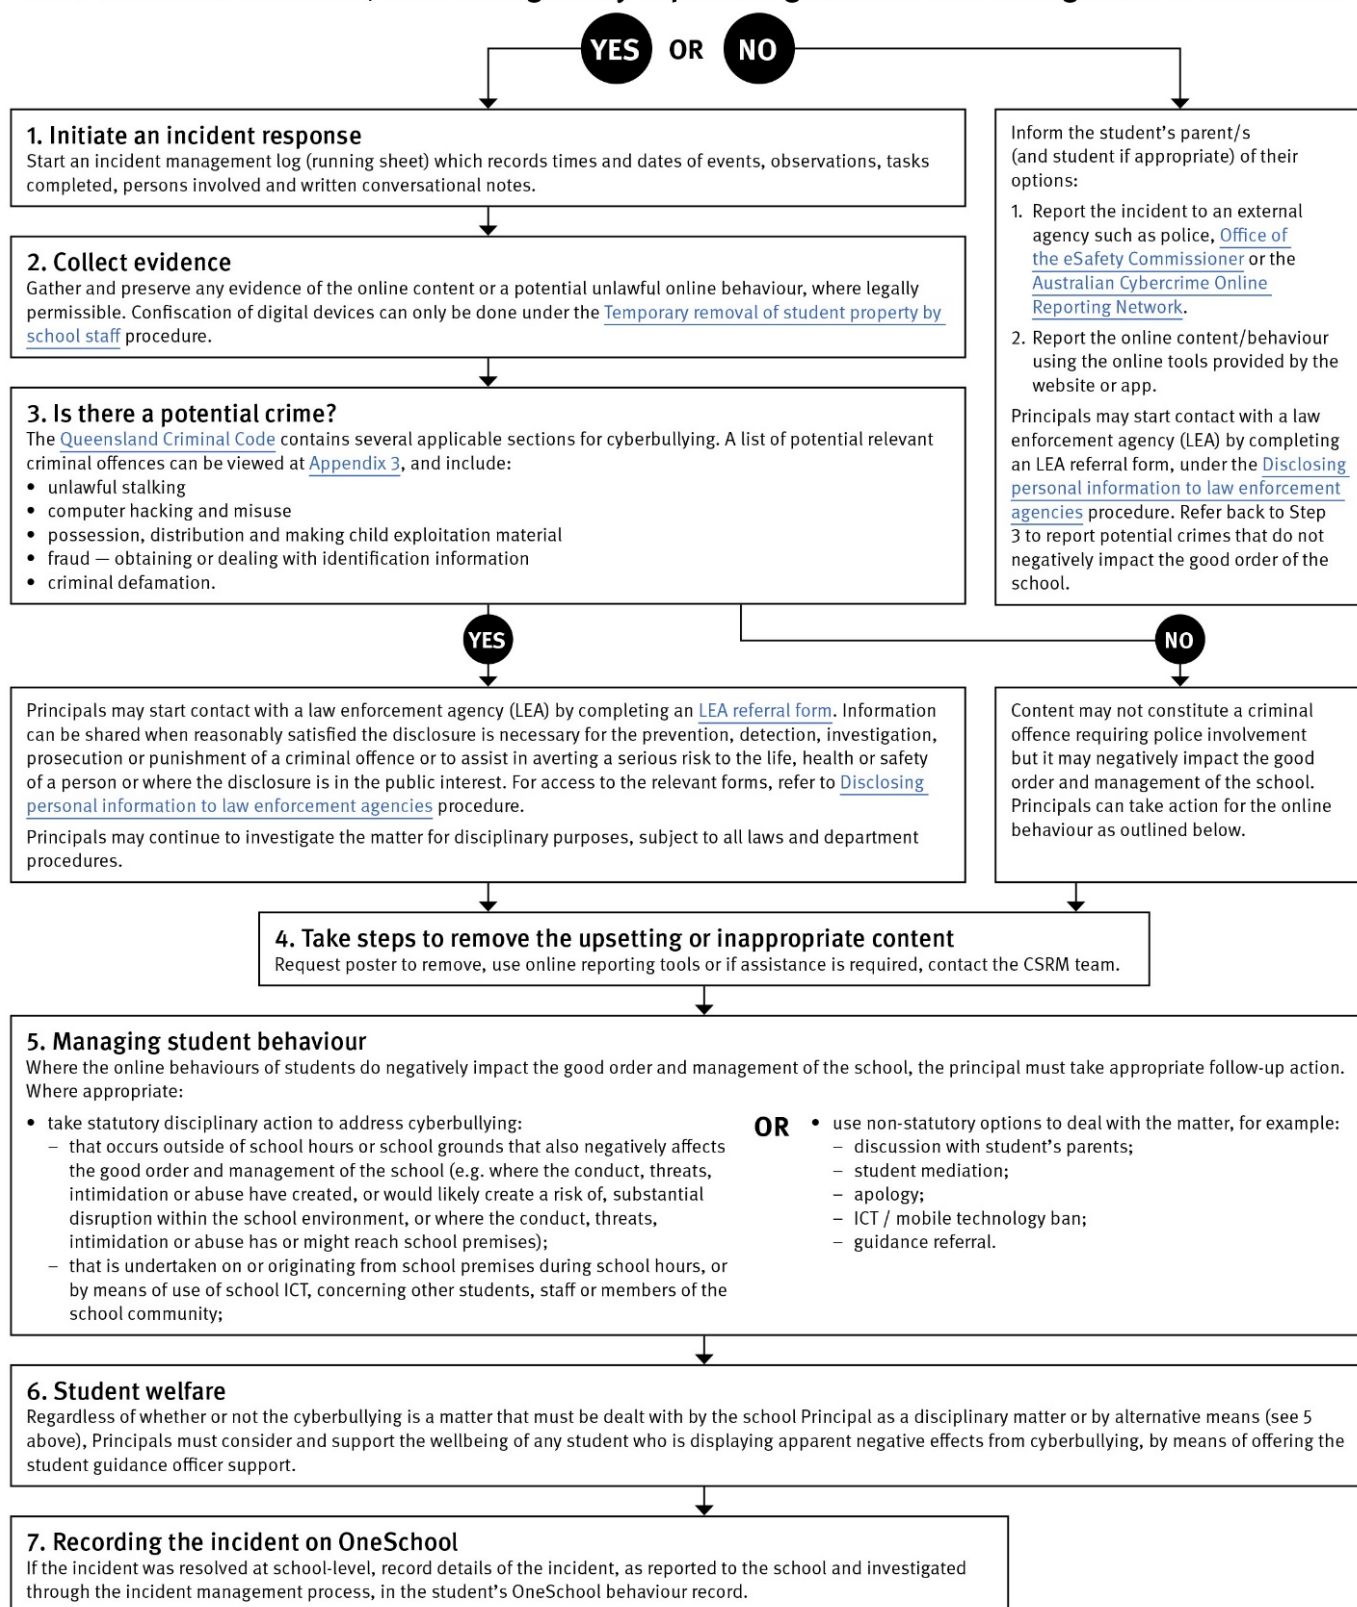 YES OR NO
1. Initiate an incident response
Start an incident management log (running sheet) which records times and dates of events, observations, tasks
completed, persons involved and written conversational notes.
2. Collect evidence
Gather and preserve any evidence of the online content or a potential unlawful online behaviour, where legally
permissible. Confiscation of digital devices can only be done under the Temporary removal of student property by
school staff procedure.
3. Is there a potential crime?
The Queensland Criminal Code contains several applicable sections for cyberbullying. A list of potential relevant
criminal offences can be viewed at Appendix 3, and include:
• unlawful stalking
• computer hacking and misuse
• possession, distribution and making child exploitation material
• fraud — obtaining or dealing with identification information
• criminal defamation.
Inform the student's parent/s
(and student if appropriate) of their
options:
1. Report the incident to an external
agency such as police, Office of
the eSafety Commissioner or the
Australian Cybercrime Online
Reporting Network.
2. Report the online content/behaviour
using the online tools provided by the
website or app.
Principals may start contact with a law
enforcement agency (LEA) by completing
an LEA referral form, under the Disclosing
personal information to law enforcement
agencies procedure. Refer back to Step
3 to report potential crimes that do not
negatively impact the good order of the
school.
YES
NO
Principals may start contact with a law enforcement agency (LEA) by completing an LEA referral form. Information
can be shared when reasonably satisfied the disclosure is necessary for the prevention, detection, investigation,
prosecution or punishment of a criminal offence or to assist in averting a serious risk to the life, health or safety
of a person or where the disclosure is in the public interest. For access to the relevant forms, refer to Disclosing
personal information to law enforcement agencies procedure.
Principals may continue to investigate the matter for disciplinary purposes, subject to all laws and department
procedures.
Content may not constitute a criminal
offence requiring police involvement
but it may negatively impact the good
order and management of the school.
Principals can take action for the online
behaviour as outlined below.
4. Take steps to remove the upsetting or inappropriate content
Request poster to remove, use online reporting tools or if assistance is required, contact the CSRM team.
5. Managing student behaviour
Where the online behaviours of students do negatively impact the good order and management of the school, the principal must take appropriate follow-up action.
Where appropriate:
• take statutory disciplinary action to address cyberbullying:
– that occurs outside of school hours or school grounds that also negatively affects
the good order and management of the school (e.g. where the conduct, threats,
intimidation or abuse have created, or would likely create a risk of, substantial
disruption within the school environment, or where the conduct, threats,
intimidation or abuse has or might reach school premises);
– that is undertaken on or originating from school premises during school hours, or
by means of use of school ICT, concerning other students, staff or members of the
school community;
OR
• use non-statutory options to deal with the matter, for example:
– discussion with student's parents;
– student mediation;
– apology;
– ICT / mobile technology ban;
– guidance referral.
6. Student welfare
Regardless of whether or not the cyberbullying is a matter that must be dealt with by the school Principal as a disciplinary matter or by alternative means (see 5
above), Principals must consider and support the wellbeing of any student who is displaying apparent negative effects from cyberbullying, by means of offering the
student guidance officer support.
7. Recording the incident on OneSchool
If the incident was resolved at school-level, record details of the incident, as reported to the school and investigated
through the incident management process, in the student's OneSchool behaviour record.